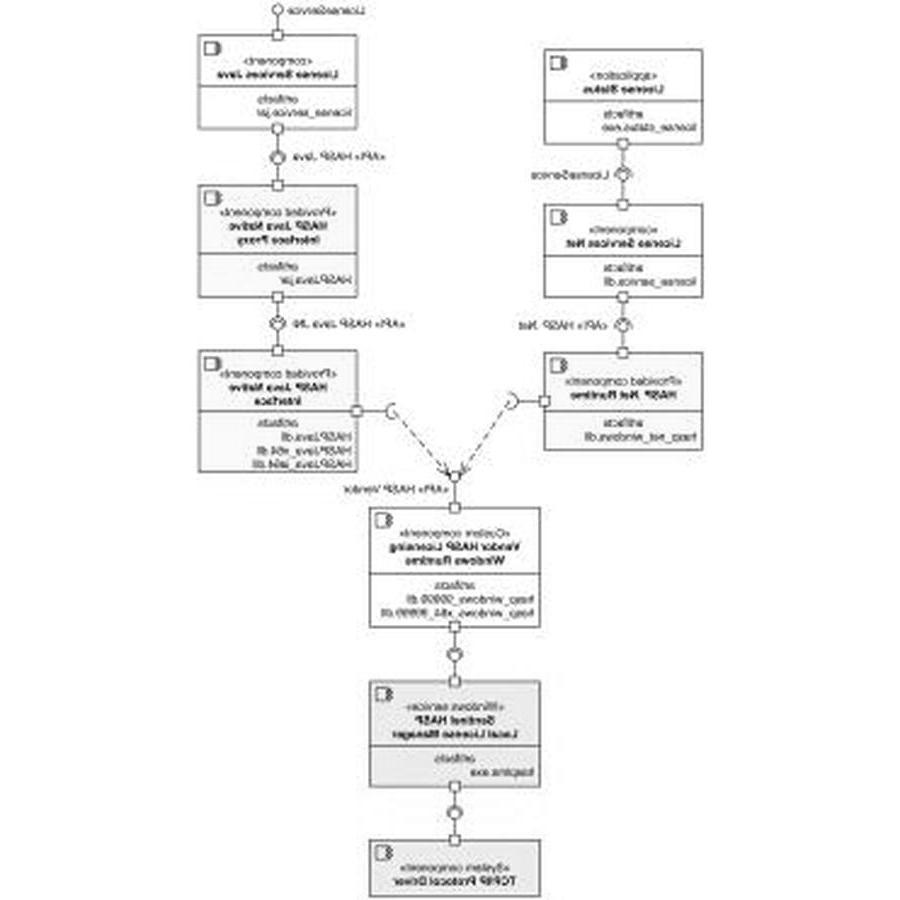 LicenseService
«component»
License Services Java
artifacts
license_service.jar
«API» HASP Java
«Provided component»
HASP Java Native
Interface Proxy
artifacts
HASPJava.jar
«API» HASP Java JNI
«Provided component»
HASP Java Native
Interface
artifacts
HASPJava.dll
HASPJava_x64.dll
HASPJava_ia64.dll
«application»
License Status
artifacts
license_status.exe
LicenseService
«component»
License Services Net
artifacts
license_service.dll
«API» HASP .Net
«Provided component»
HASP .Net Runtime
artifacts
hasp_net_windows.dll
«API» HASP Vendor
«Custom component»
Vendor HASP Licensing
Windows Runtime
artifacts
hasp_windows_99999.dll
hasp_windows_x64_99999.dll
«Windows service»
Sentinel HASP
Local License Manager
artifacts
hasplms.exe
«System component»
TCP/IP Protocol Driver